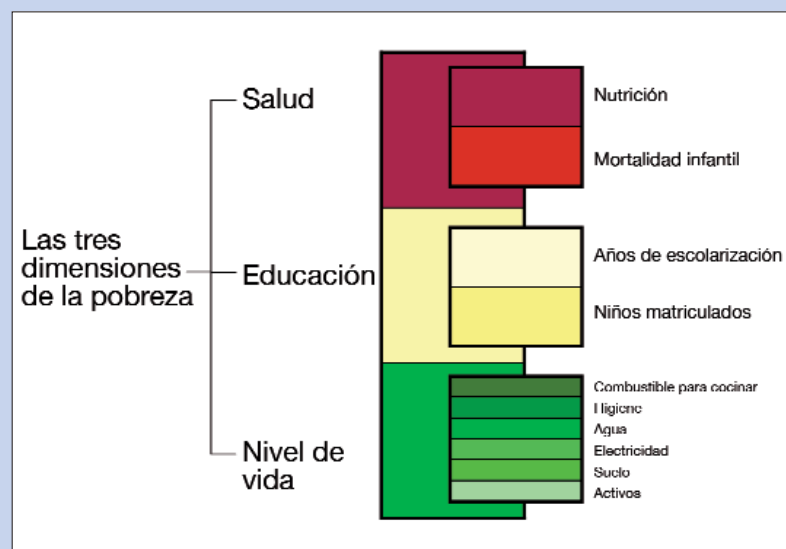 Las tres
dimensiones
de la pobreza
Salud
Nutrición
Mortalidad infantil
Educación
Años de escolarización
Niños matriculados
Nivel de
vida
Combustible para cocinar
Higiene
Agua
Electricidad
Suelo
Activos